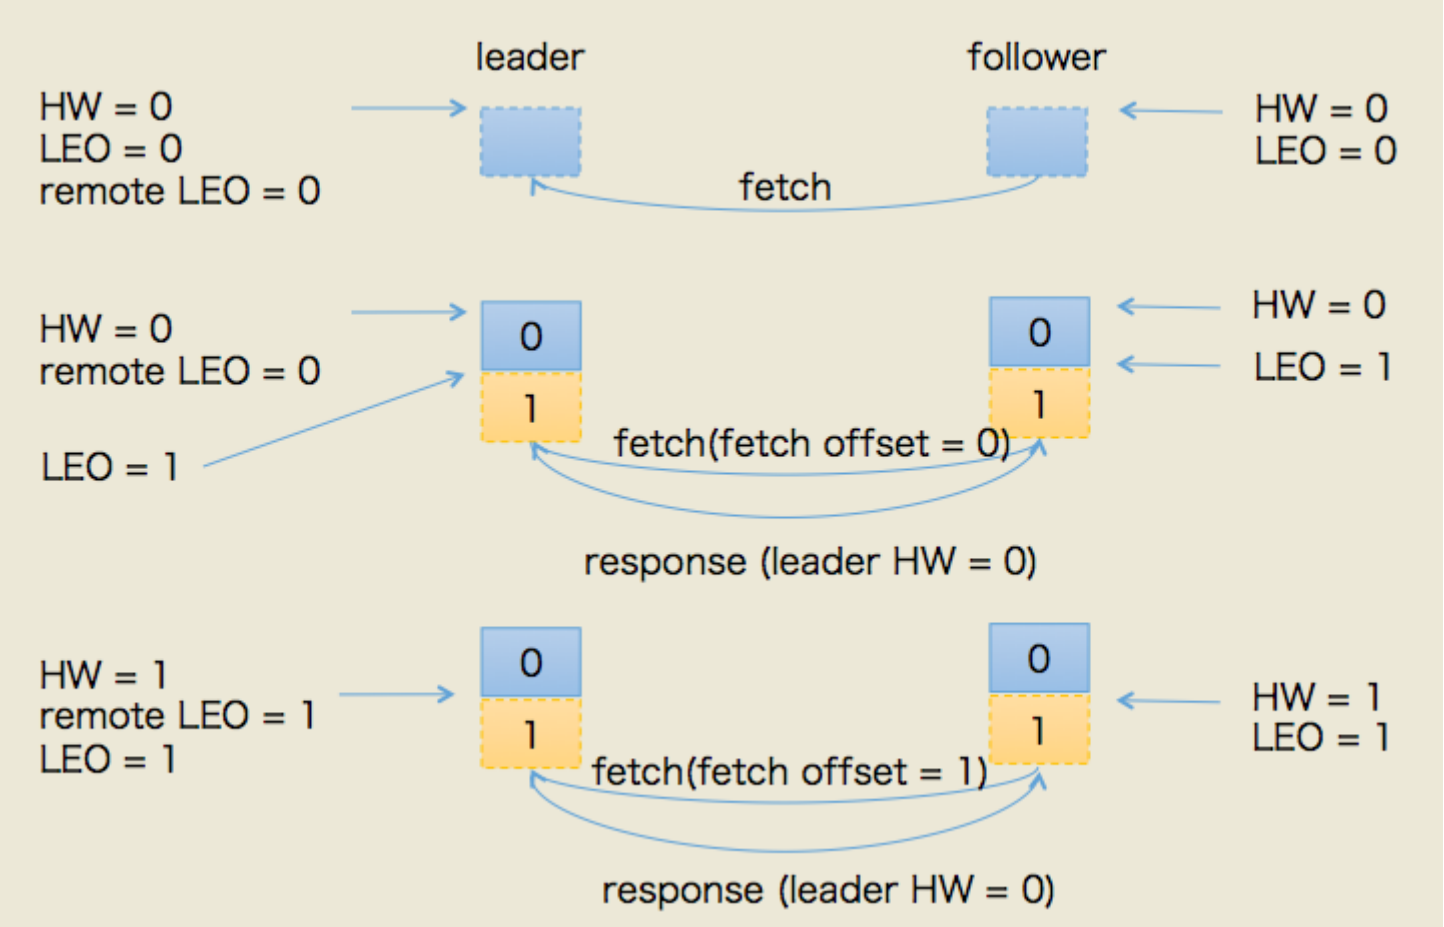 leader
follower
HW = 0
LEO = 0
remote LEO = 0
HW = 0
LEO = 0
fetch
HW = 0
remote LEO = 0
LEO = 1
0
1
0
1
HW = 0
LEO = 1
fetch(fetch offset = 0)
response (leader HW = 0)
HW = 1
remote LEO = 1
LEO = 1
0
1
0
1
HW = 1
LEO = 1
fetch(fetch offset = 1)
response (leader HW = 0)